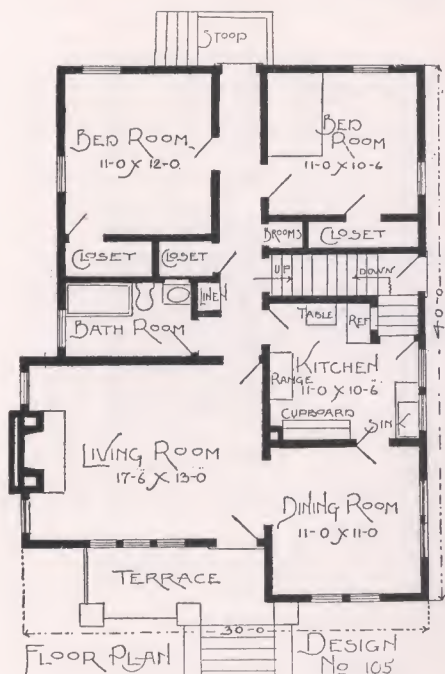 STOOP
BED ROOM
11-0 X 12-0
BED
ROOM
11-0 X 10-6
CLOSET
CLOSET
BROOMS
CLOSET
UP
DOWN
LINEN
BATH ROOM
TABLE
REF
KITCHEN
11-0 X 10-6
RANGE
CUPBOARD
SINK
LIVING ROOM
17-6 X 13-0
DINING ROOM
11-0 X 11-0
40-0
TERRACE
30-0
FLOOR PLAN
DESIGN
No 105